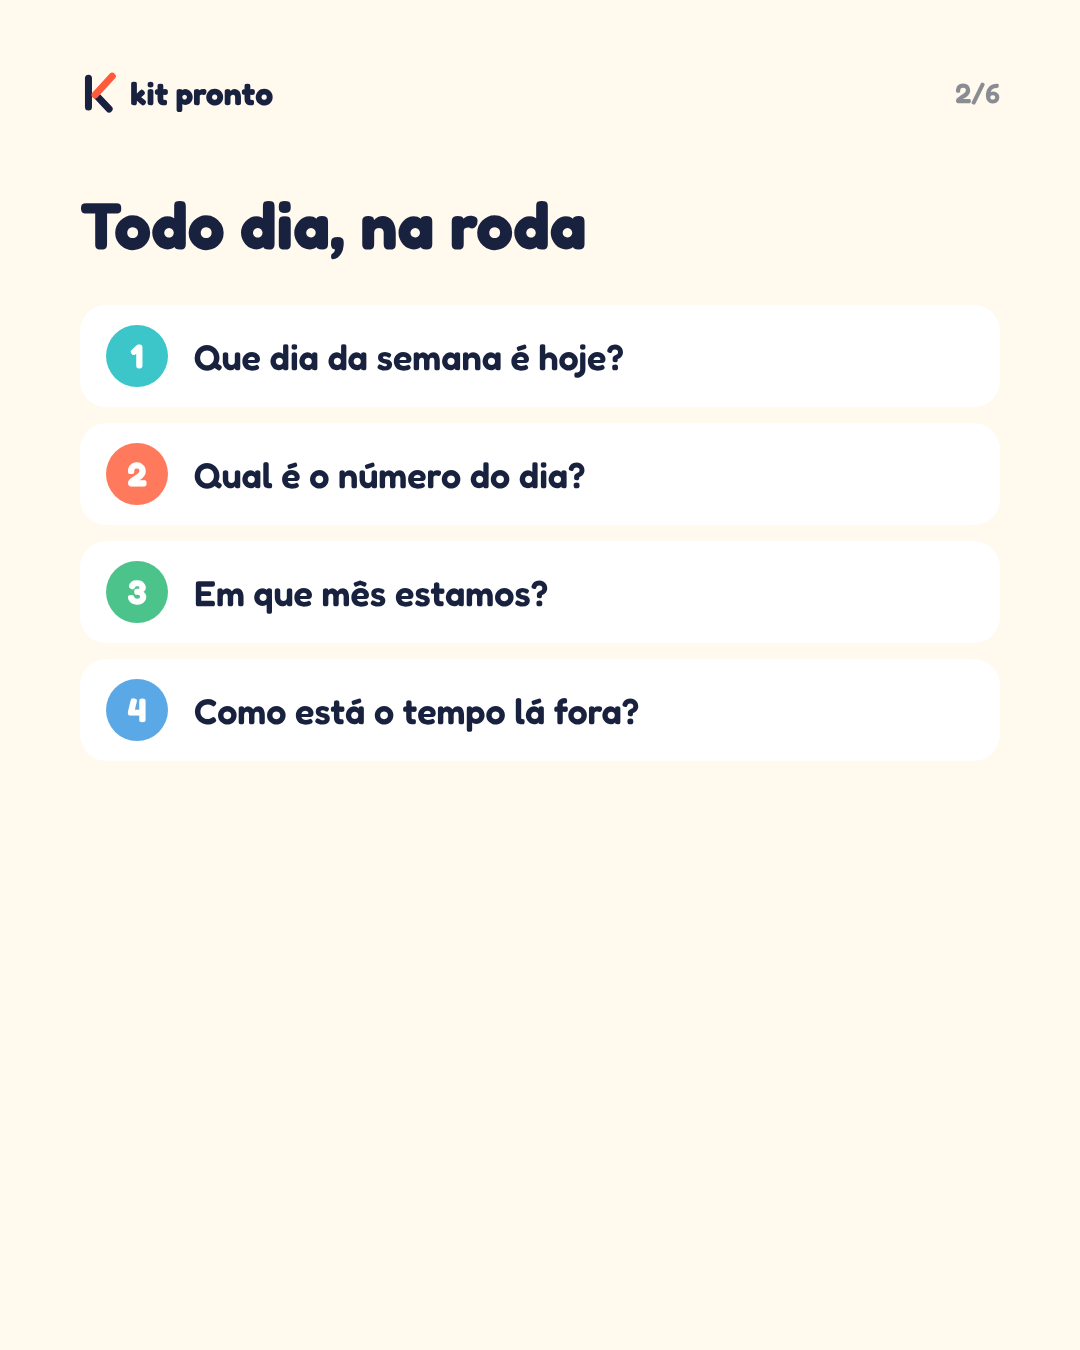 kit pronto
2/6
Todo dia, na roda
1 Que dia da semana é hoje?
2 Qual é o número do dia?
3 Em que mês estamos?
4 Como está o tempo lá fora?